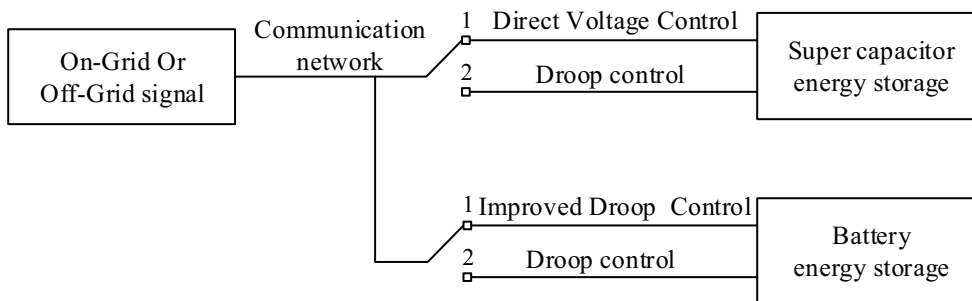 On-Grid Or
Off-Grid signal
Communication
network
1
Direct Voltage Control
2
Droop control
Super capacitor
energy storage
1
Improved Droop Control
2
Droop control
Battery
energy storage